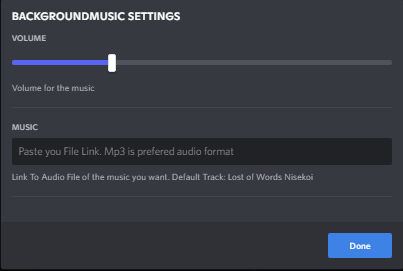 BACKGROUNDMUSIC SETTINGS
VOLUME
Volume for the music
MUSIC
Paste you File Link. Mp3 is prefered audio format
Link To Audio File of the music you want. Default Track: Lost of Words Nisekoi
Done